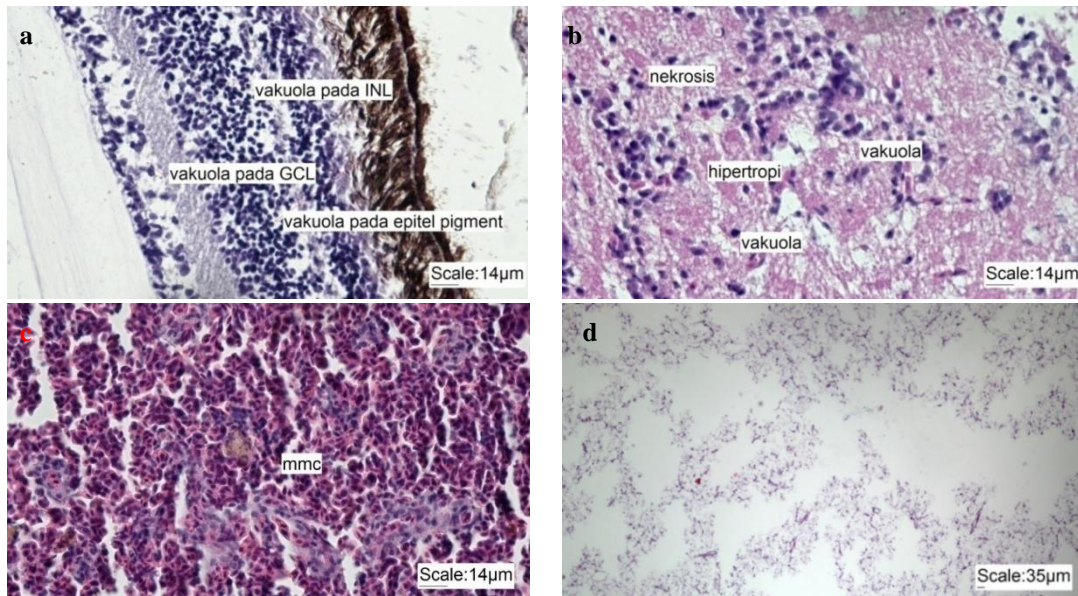 a
vakuola pada INL
vakuola pada GCL
vakuola pada epitel pigment
Scale:14µm
b
nekrosis
vakuola
hipertropi
vakuola
Scale:14µm
c
mmc
Scale:14µm
d
Scale:35µm